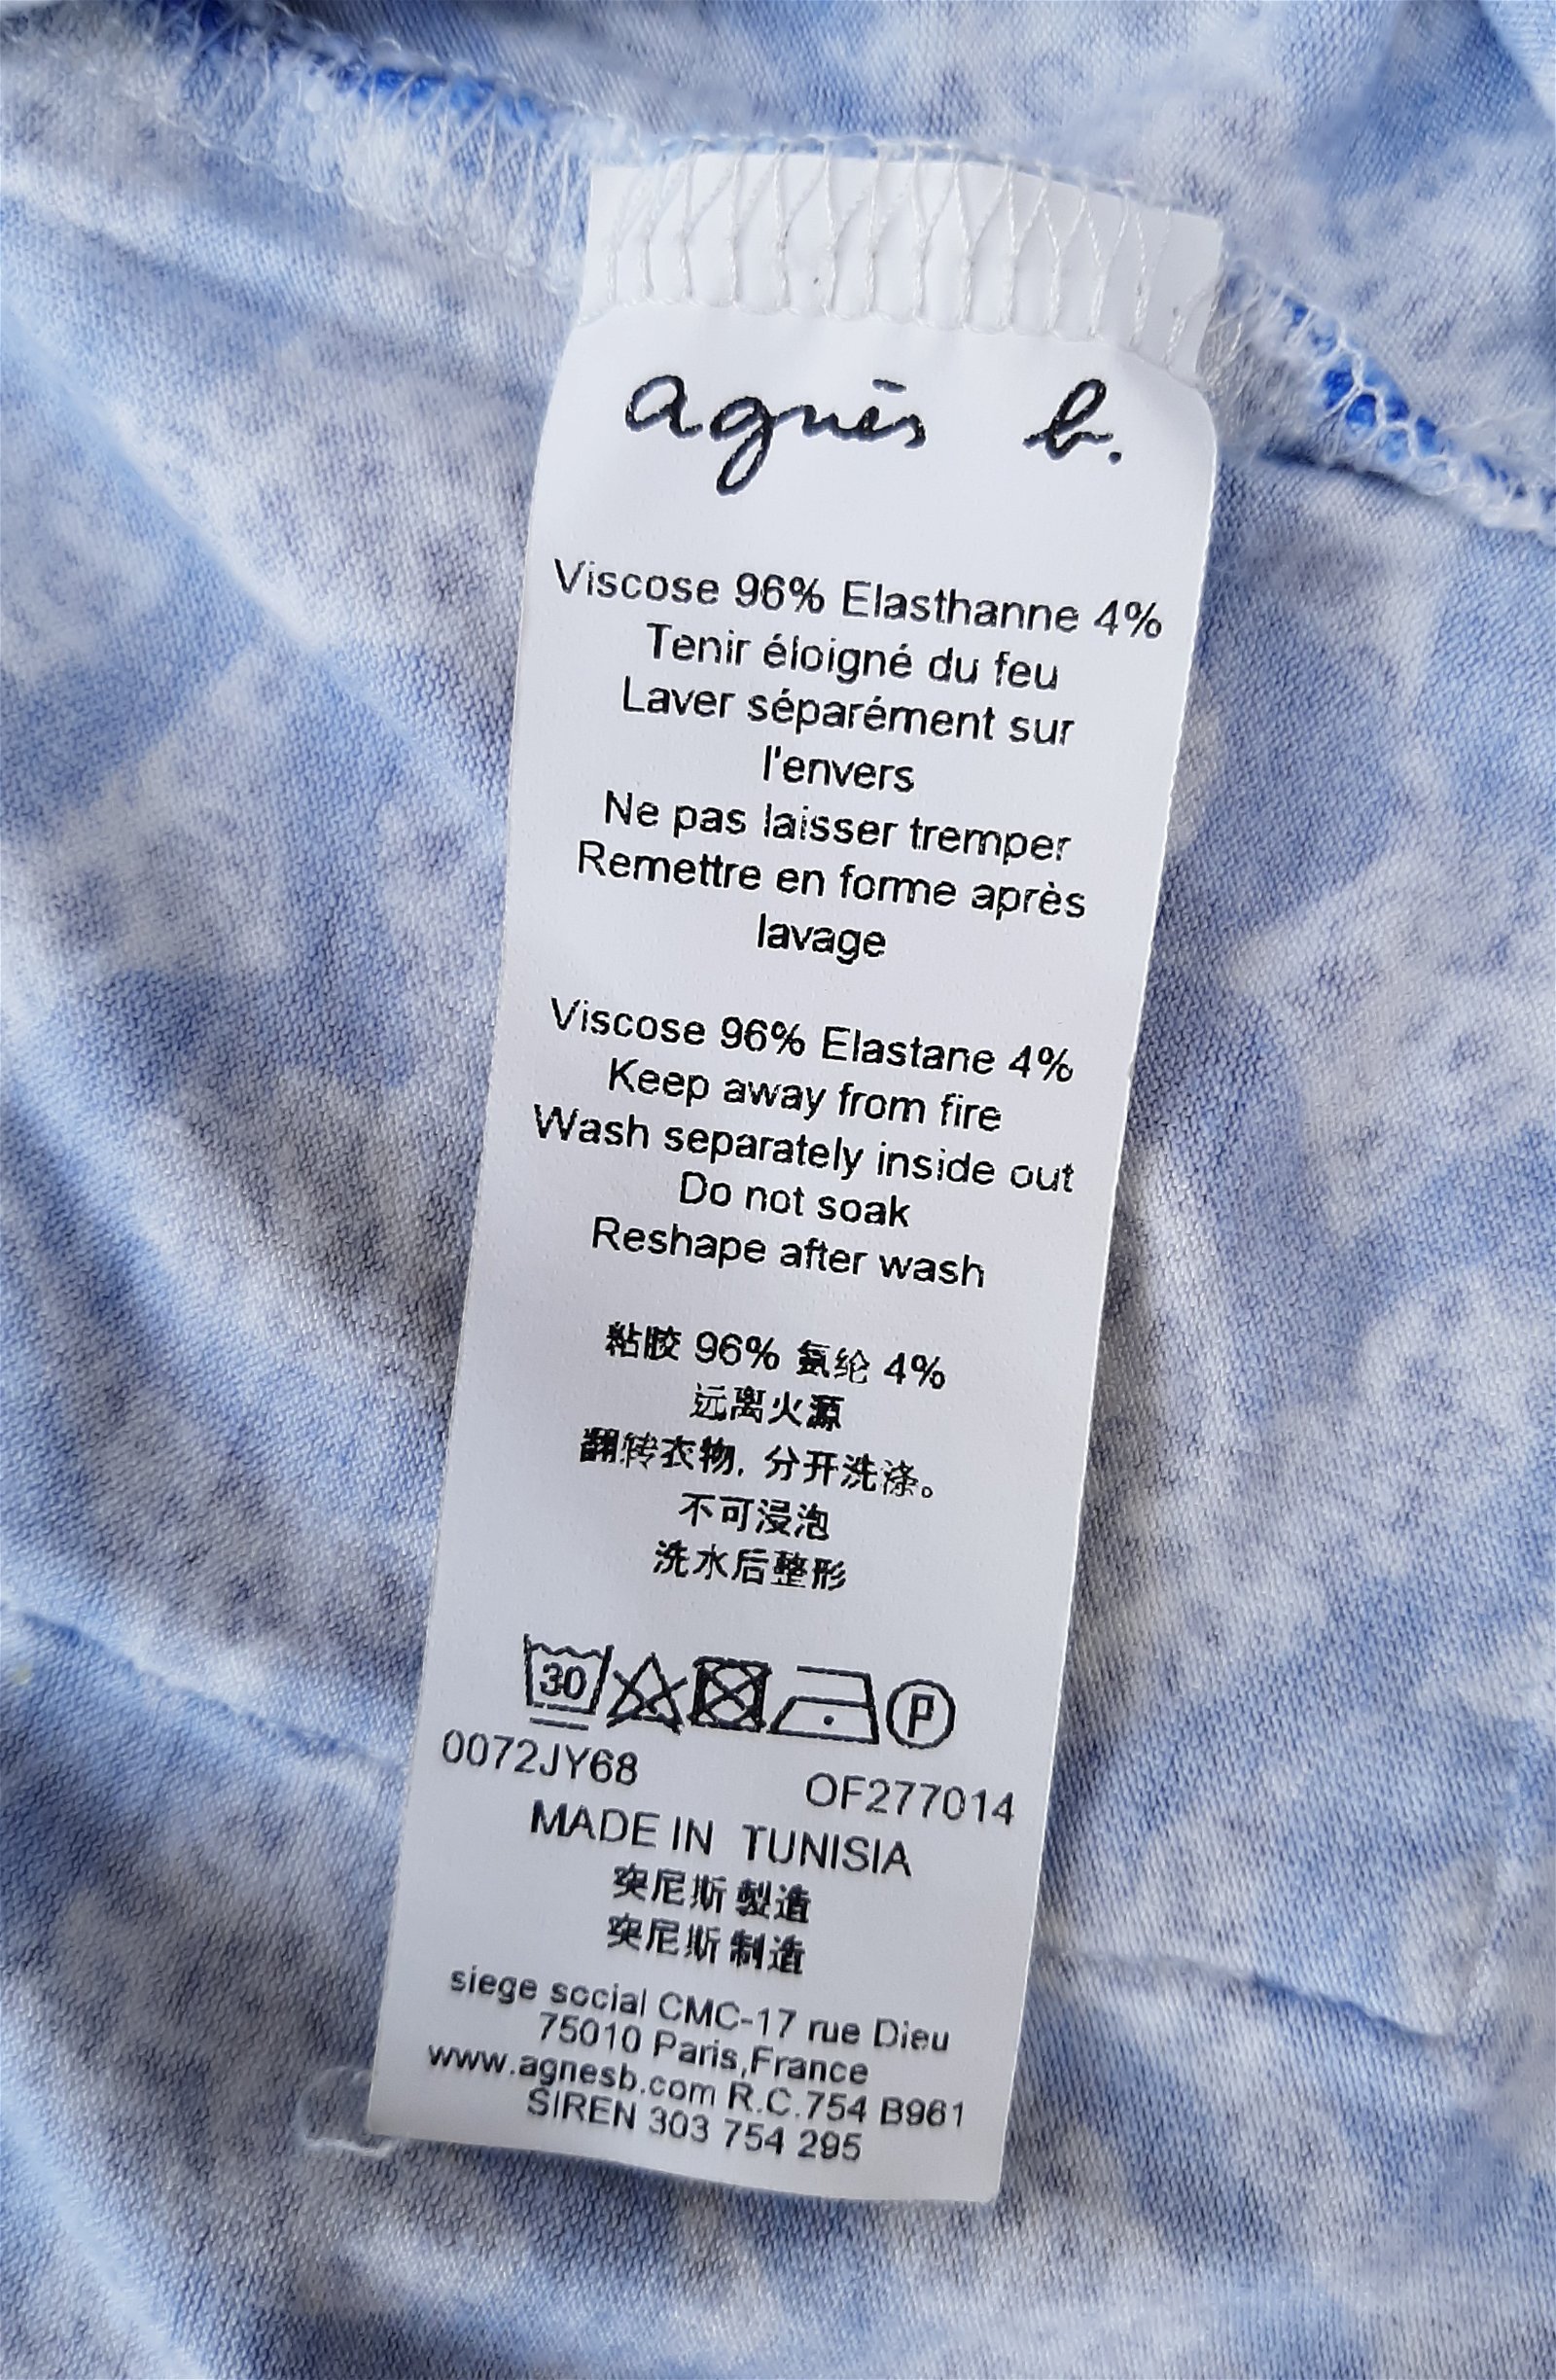 agnès b.
Viscose 96% Elasthanne 4%
Tenir éloigné du feu
Laver séparément sur
l'envers
Ne pas laisser tremper
Remettre en forme après
lavage
Viscose 96% Elastane 4%
Keep away from fire
Wash separately inside out
Do not soak
Reshape after wash
粘胶 96% 氨纶 4%
远离火源
翻转衣物, 分开洗涤。
不可浸泡
洗水后整形
30 P
0072JY68 OF277014
MADE IN TUNISIA
突尼斯 製造
突尼斯 制造
siege social CMC-17 rue Dieu
75010 Paris,France
www.agnesb.com R.C.754 B961
SIREN 303 754 295